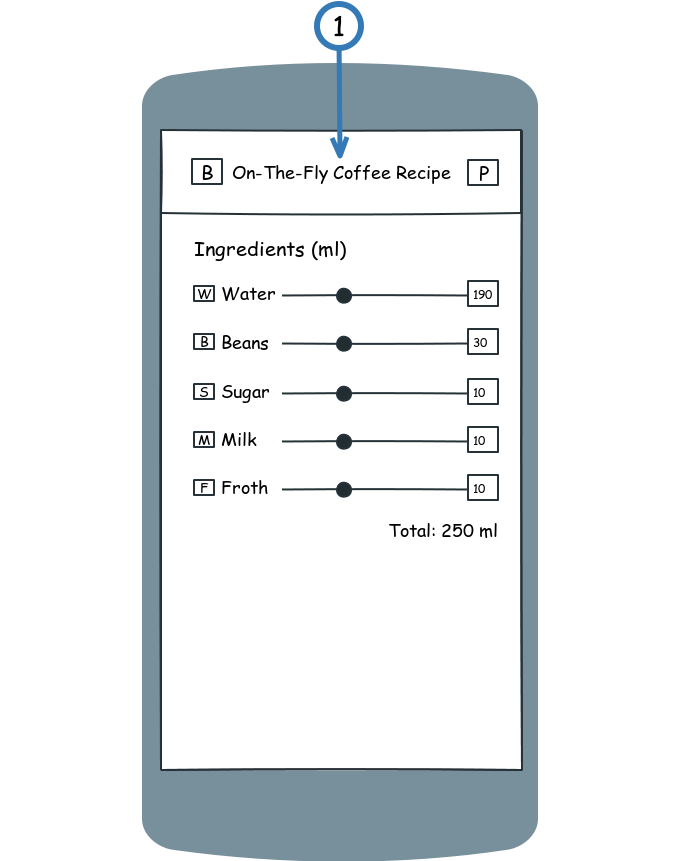 1
B On-The-Fly Coffee Recipe P
Ingredients (ml)
W Water 190
B Beans 30
S Sugar 10
M Milk 10
F Froth 10
Total: 250 ml